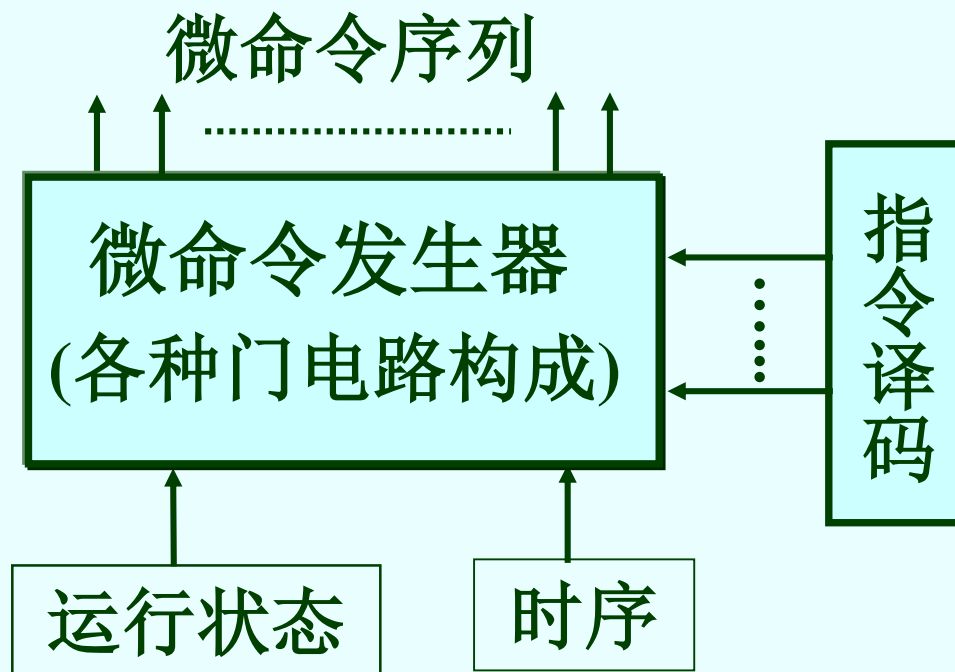 微命令序列
微命令发生器
(各种门电路构成)
指令译码
运行状态
时序